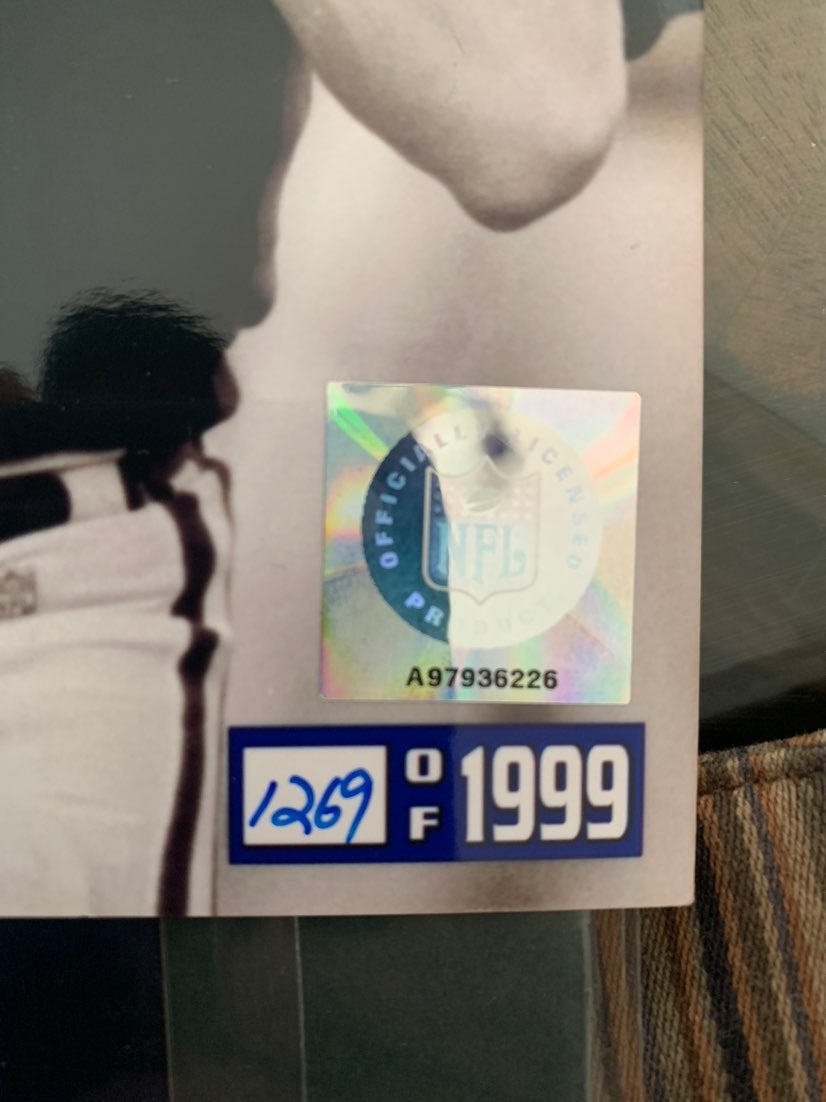 OFFICIALLY LICENSED
NFL
PRODUCT
A97936226
1269 OF 1999